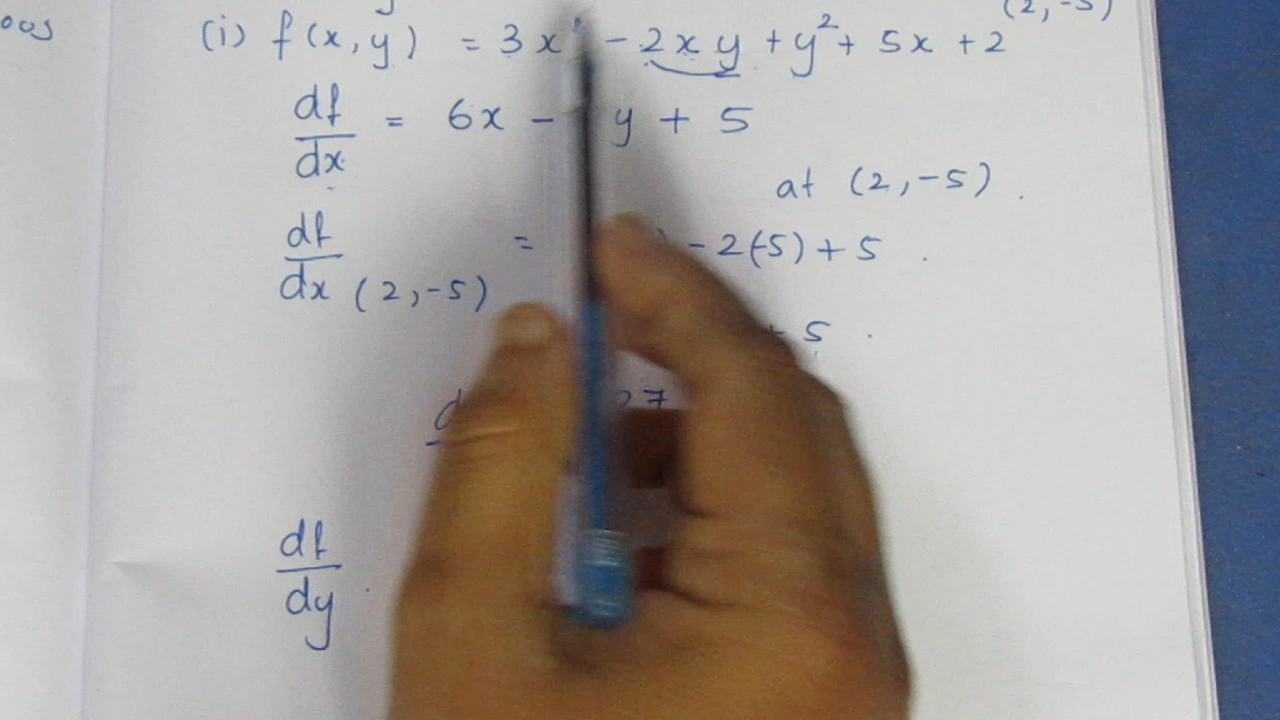 (2,-5)
(i) f(x,y) = 3x - 2xy + y² + 5x + 2
df/dx = 6x - y + 5
at (2,-5).
df/dx (2,-5) = - 2(-5) + 5.
5.
27
df/dy